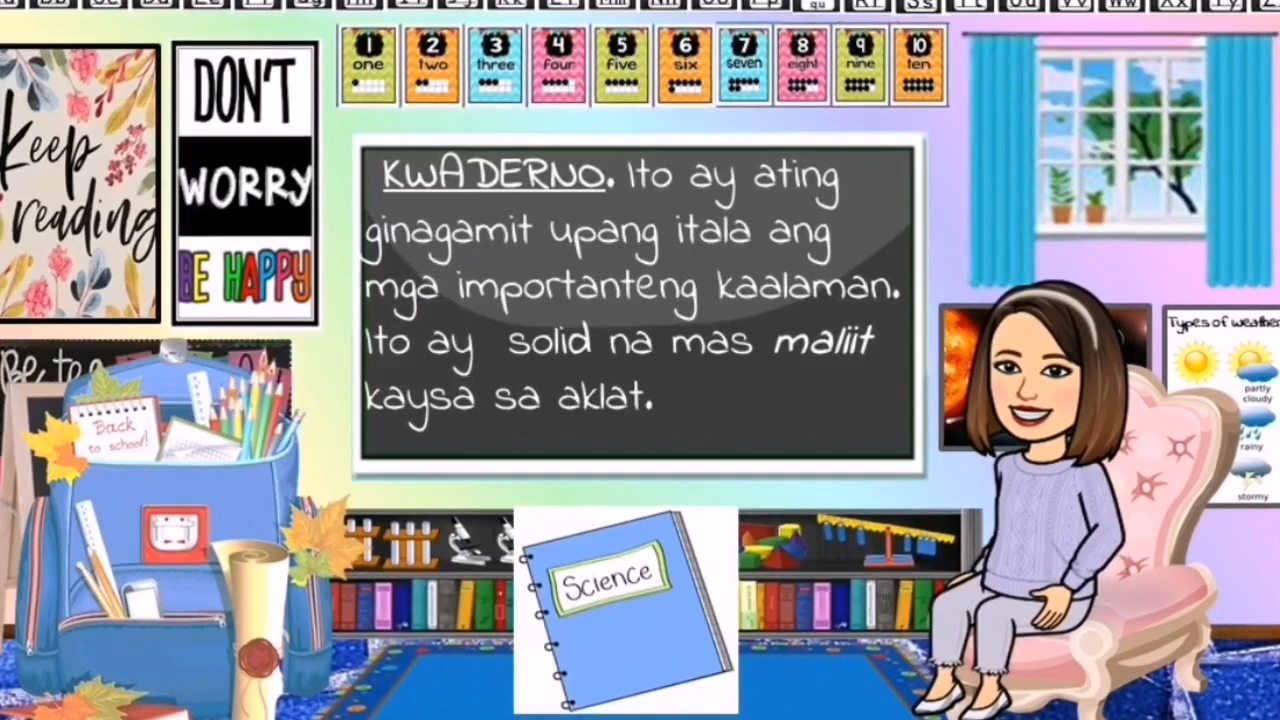 1 2 3 4 5 6 7 8 9 10
one two three four five six seven eight nine ten
Keep
reading
DON'T
WORRY
BE HAPPY
KWADERNO. Ito ay ating
ginagamit upang itala ang
mga importanteng kaalaman.
Ito ay solid na mas maliit
kaysa sa aklat.
Types of weather
partly
cloudy
rainy
stormy
Back
to school!
Science